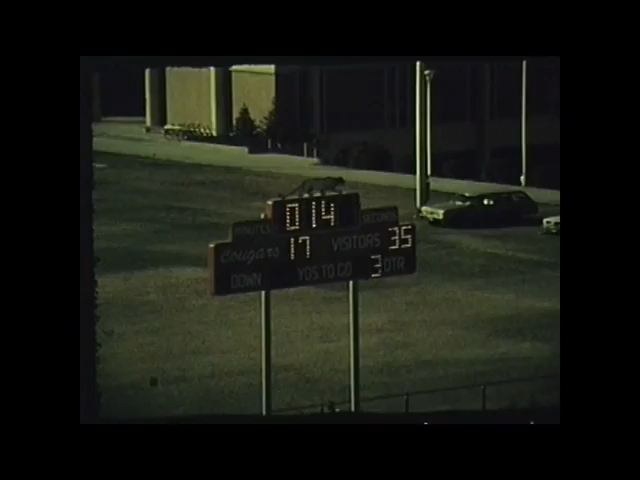 MINUTES 0 14 SECONDS
Cougars 17 VISITORS 35
DOWN YDS TO GO 3 QTR